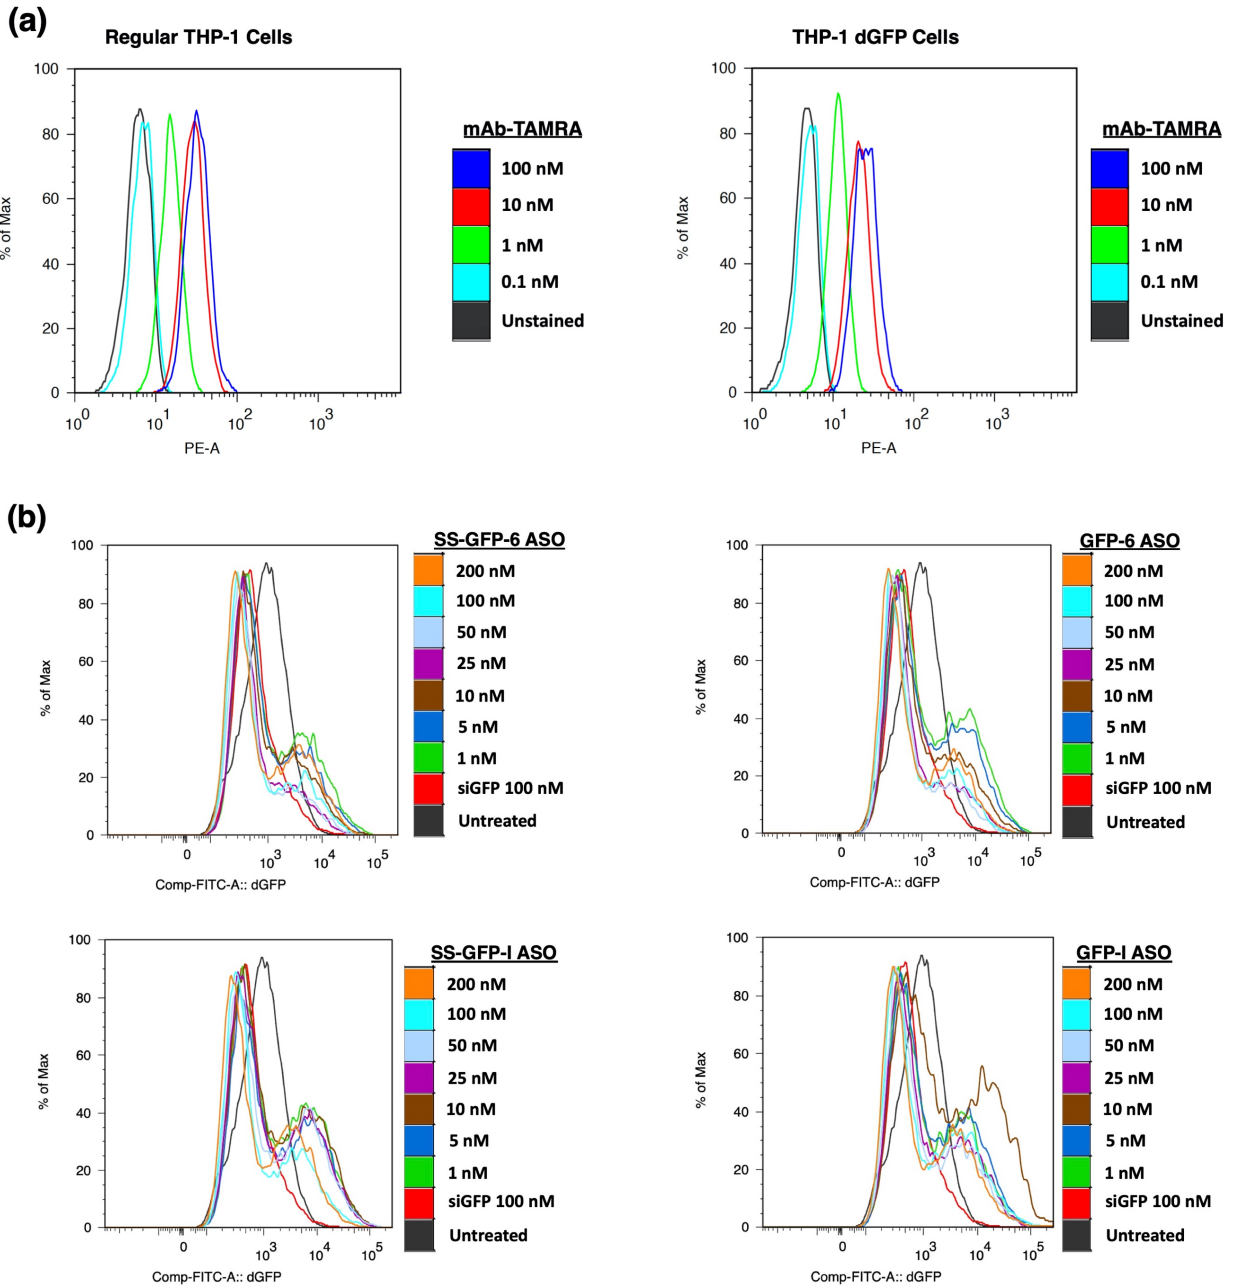 (a)
Regular THP-1 Cells
THP-1 dGFP Cells
100
80
60
40
20
0
% of Max
10^0 10^1 10^2 10^3
PE-A
mAb-TAMRA
100 nM
10 nM
1 nM
0.1 nM
Unstained
100
80
60
40
20
0
% of Max
10^0 10^1 10^2 10^3
PE-A
mAb-TAMRA
100 nM
10 nM
1 nM
0.1 nM
Unstained
(b)
100
80
60
40
20
0
% of Max
0 10^3 10^4 10^5
Comp-FITC-A:: dGFP
SS-GFP-6 ASO
200 nM
100 nM
50 nM
25 nM
10 nM
5 nM
1 nM
siGFP 100 nM
Untreated
100
80
60
40
20
0
% of Max
0 10^3 10^4 10^5
Comp-FITC-A:: dGFP
GFP-6 ASO
200 nM
100 nM
50 nM
25 nM
10 nM
5 nM
1 nM
siGFP 100 nM
Untreated
100
80
60
40
20
0
% of Max
0 10^3 10^4 10^5
Comp-FITC-A:: dGFP
SS-GFP-I ASO
200 nM
100 nM
50 nM
25 nM
10 nM
5 nM
1 nM
siGFP 100 nM
Untreated
100
80
60
40
20
0
% of Max
0 10^3 10^4 10^5
Comp-FITC-A:: dGFP
GFP-I ASO
200 nM
100 nM
50 nM
25 nM
10 nM
5 nM
1 nM
siGFP 100 nM
Untreated